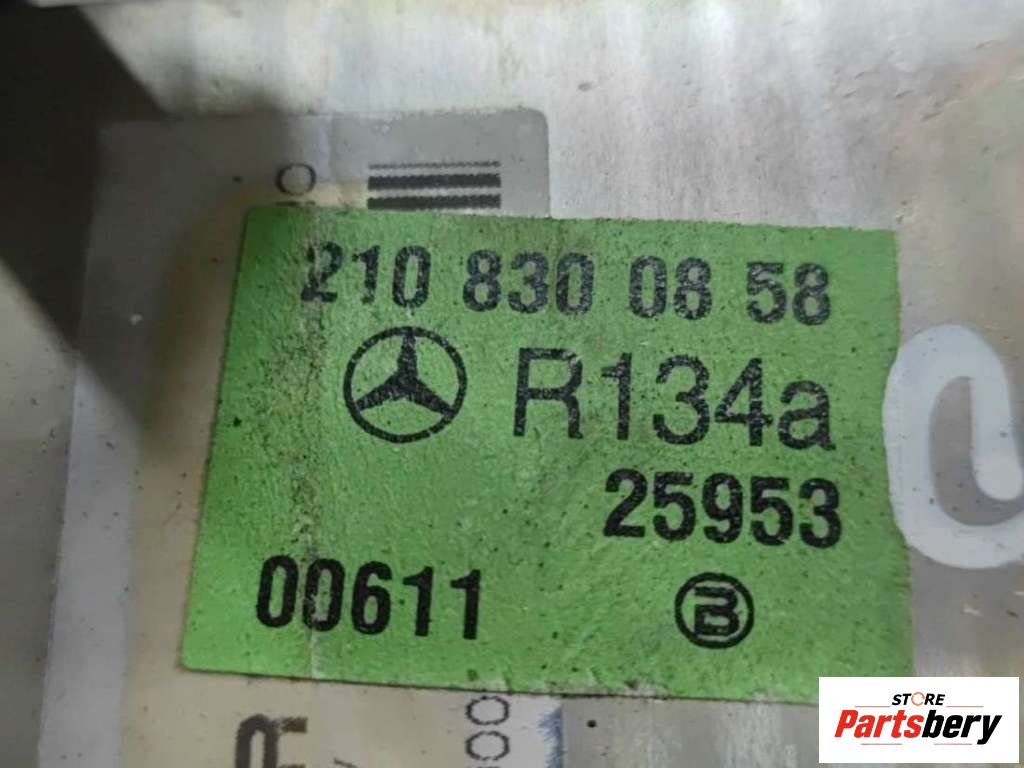 210 830 08 58
R134a
25953
00611
B
STORE
Partsbery